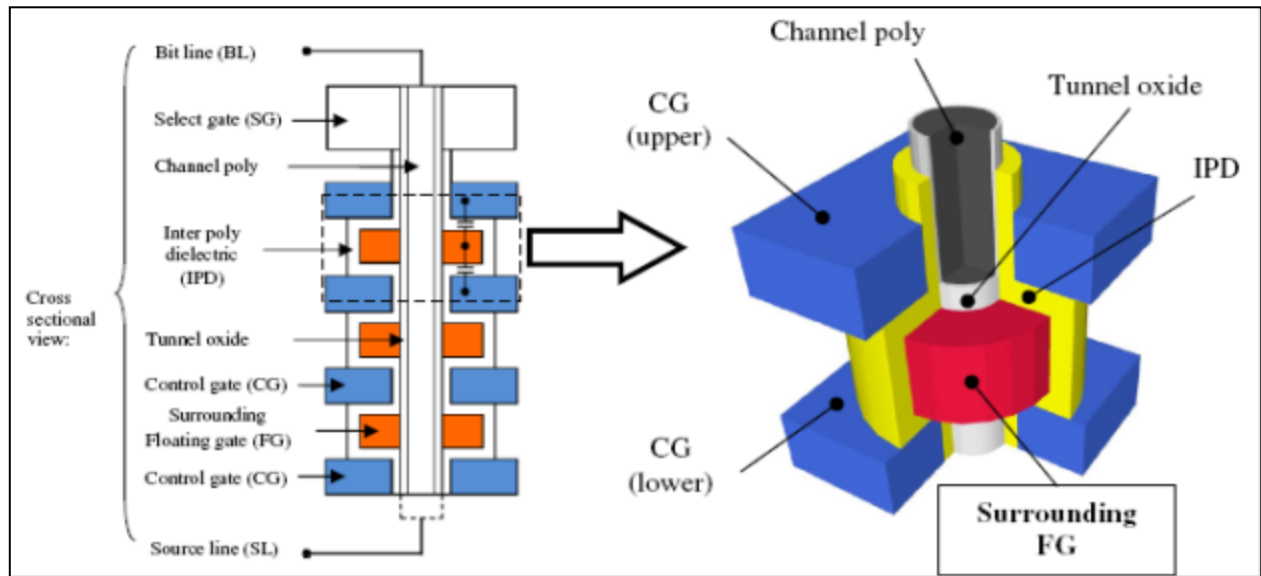 Bit line (BL)
Select gate (SG)
Channel poly
Inter poly
dielectric
(IPD)
Cross
sectional
view:
Tunnel oxide
Control gate (CG)
Surrounding
Floating gate (FG)
Control gate (CG)
Source line (SL)
Channel poly
Tunnel oxide
CG
(upper)
IPD
CG
(lower)
Surrounding
FG